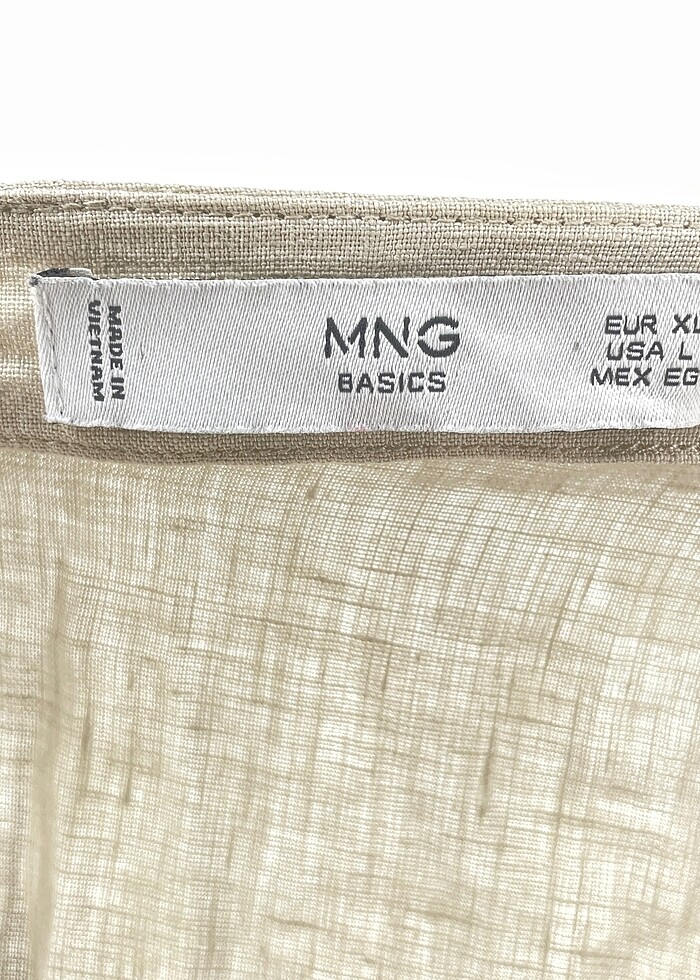 MADE IN
VIETNAM
MNG
BASICS
EUR XL
USA L
MEX EG